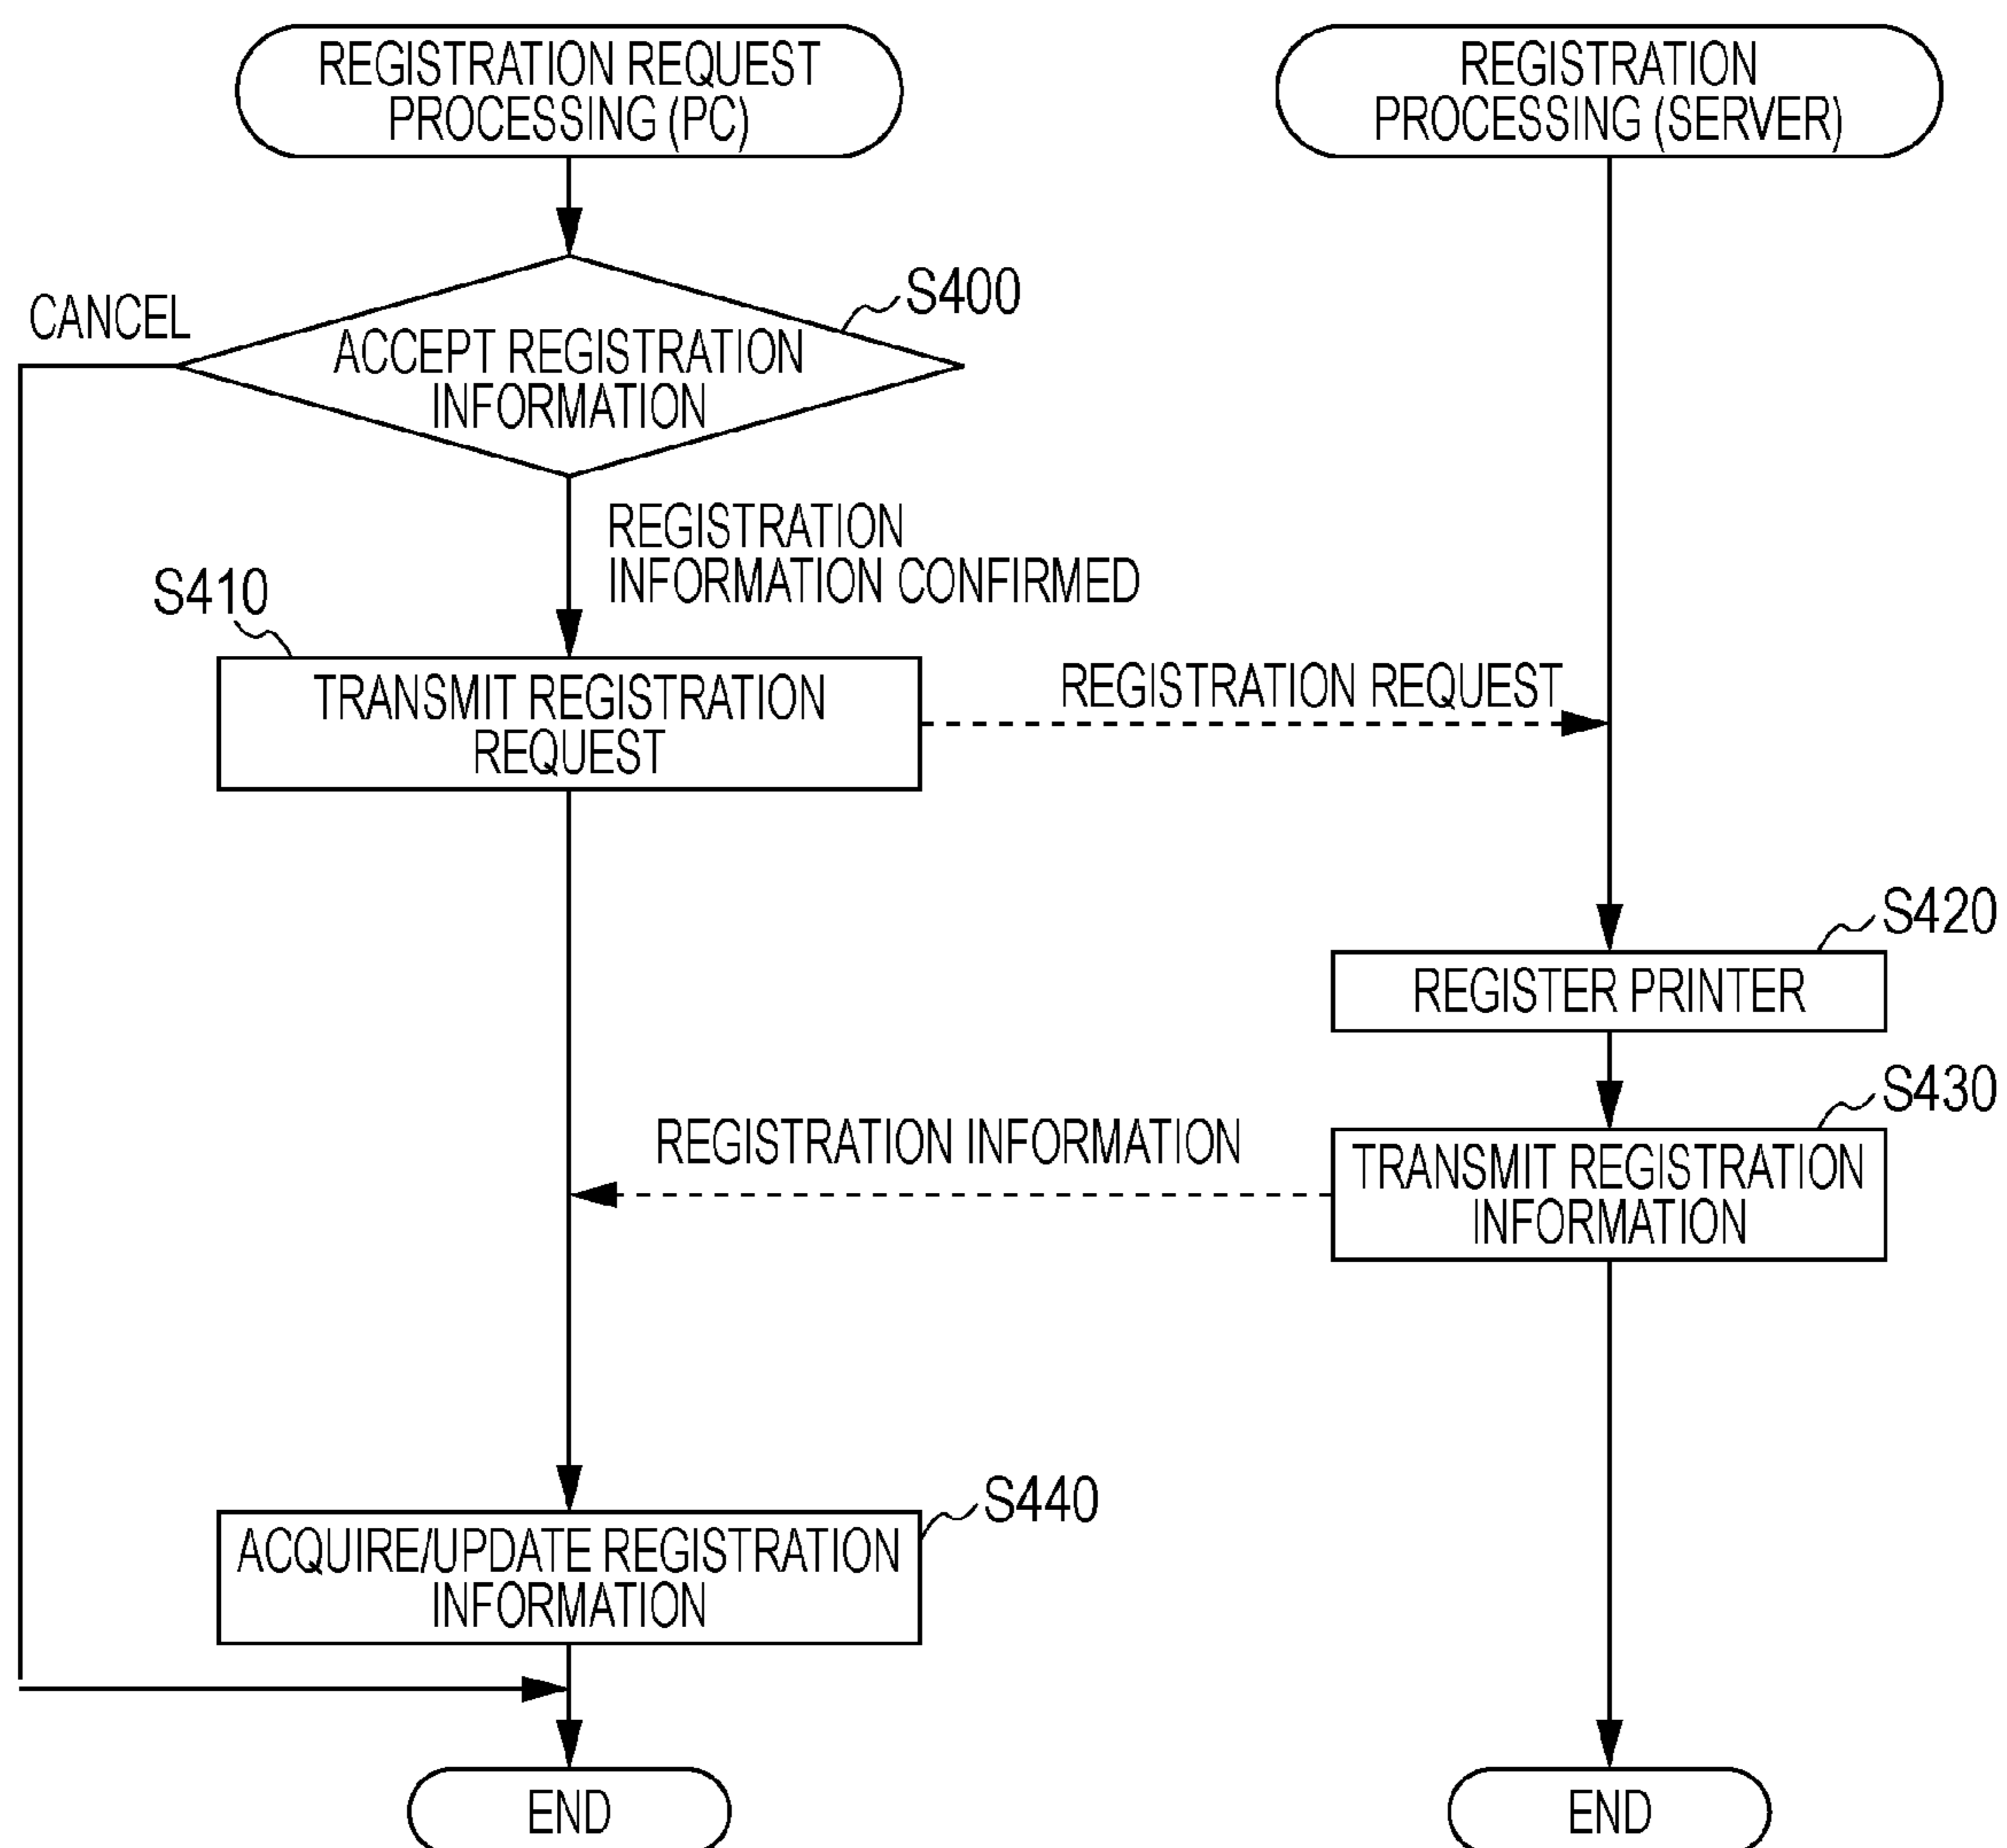 REGISTRATION REQUEST
PROCESSING (PC)
REGISTRATION
PROCESSING (SERVER)
CANCEL
S400
ACCEPT REGISTRATION
INFORMATION
REGISTRATION
INFORMATION CONFIRMED
S410
TRANSMIT REGISTRATION
REQUEST
REGISTRATION REQUEST
S420
REGISTER PRINTER
S430
REGISTRATION INFORMATION
TRANSMIT REGISTRATION
INFORMATION
S440
ACQUIRE/UPDATE REGISTRATION
INFORMATION
END
END